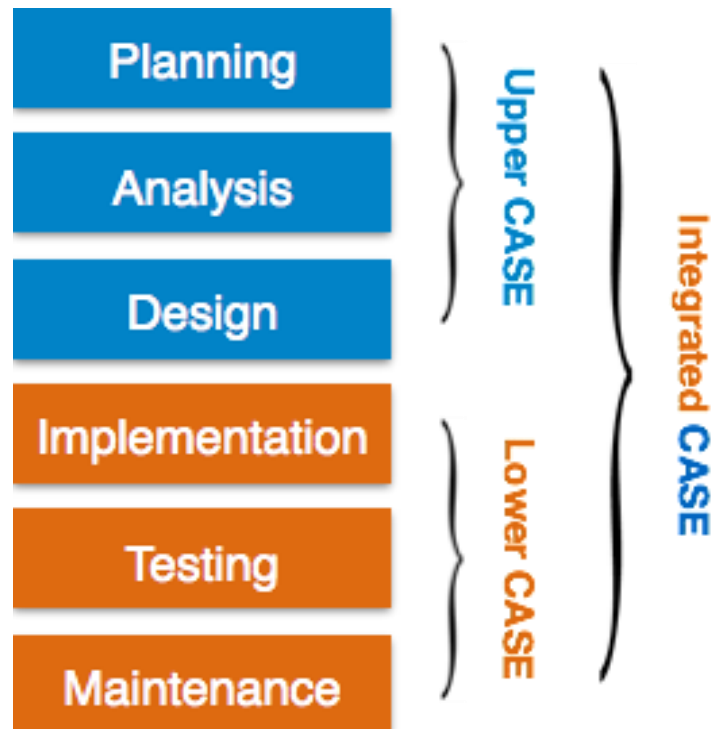 Planning
Analysis
Design
Implementation
Testing
Maintenance
Upper CASE
Lower CASE
Integrated CASE